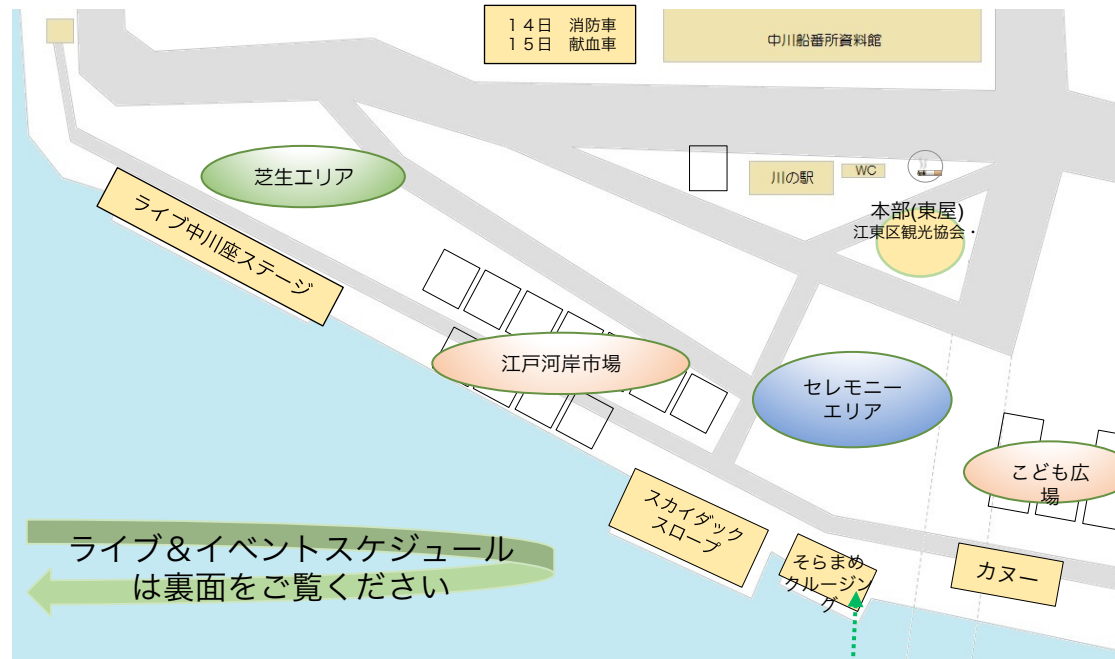 １４日　消防車
１５日　献血車
中川船番所資料館
芝生エリア
川の駅
WC
本部(東屋)
江東区観光協会・
ライブ中川座ステージ
江戸河岸市場
セレモニー
エリア
こども広
場
スカイダック
スロープ
そらまめ
クルージン
グ
カヌー
ライブ＆イベントスケジュール
は裏面をご覧ください